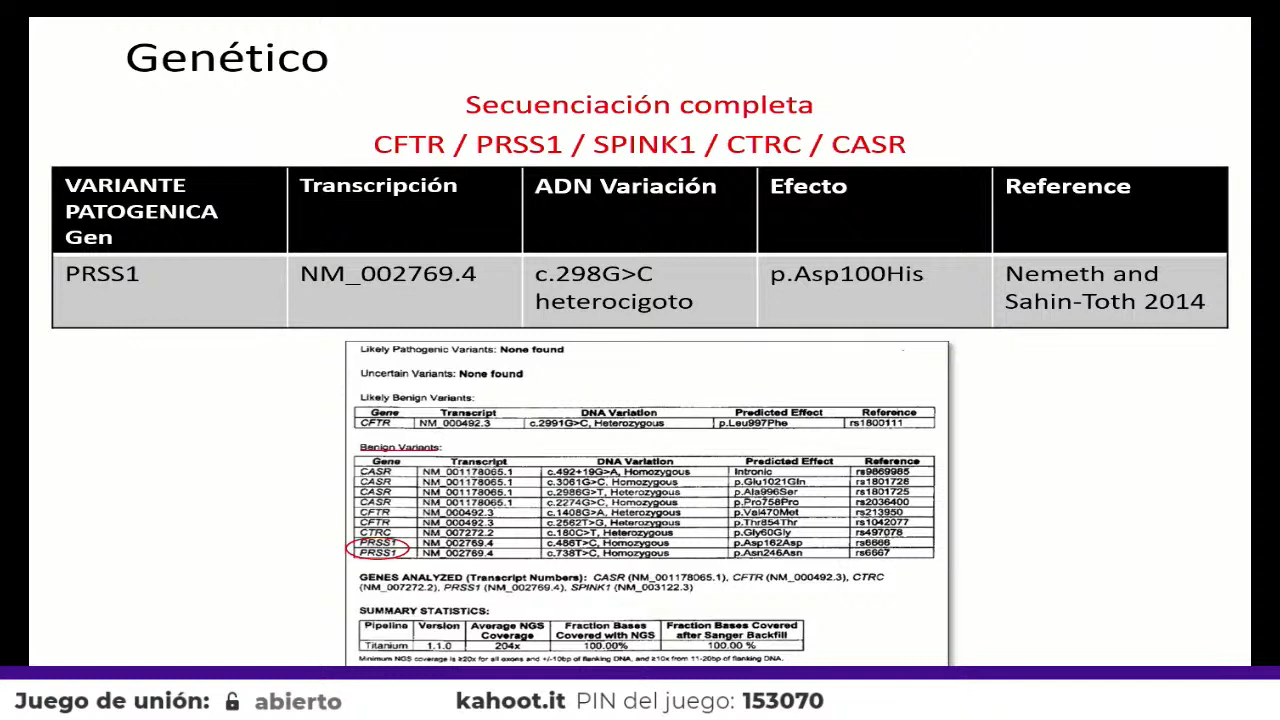 Genético
Secuenciación completa
CFTR / PRSS1 / SPINK1 / CTRC / CASR
VARIANTE PATOGENICA Gen Transcripción ADN Variación Efecto Reference
PRSS1 NM_002769.4 c.298G>C heterocigoto p.Asp100His Nemeth and Sahin-Toth 2014
Likely Pathogenic Variants: None found
Uncertain Variants: None found
Likely Benign Variants:
Gene Transcript DNA Variation Predicted Effect Reference
CFTR NM_000492.3 c.2991G>C, Heterozygous p.Leu997Phe rs1800111
Benign Variants:
Gene Transcript DNA Variation Predicted Effect Reference
CASR NM_001178065.1 c.492+19G>A, Homozygous Intronic rs9869985
CASR NM_001178065.1 c.3061G>C, Homozygous p.Glu1021Gln rs1801726
CASR NM_001178065.1 c.2986G>T, Heterozygous p.Ala996Ser rs1801725
CASR NM_001178065.1 c.2274G>C, Homozygous p.Pro758Pro rs2036400
CFTR NM_000492.3 c.1408G>A, Heterozygous p.Val470Met rs213950
CFTR NM_000492.3 c.2562T>G, Heterozygous p.Thr854Thr rs1042077
CTRC NM_007272.2 c.180C>T, Heterozygous p.Gly60Gly rs497078
PRSS1 NM_002769.4 c.486T>C, Homozygous p.Asp162Asp rs6666
PRSS1 NM_002769.4 c.738T>C, Homozygous p.Asn246Asn rs6667
GENES ANALYZED (Transcript Numbers): CASR (NM_001178065.1), CFTR (NM_000492.3), CTRC
(NM_007272.2), PRSS1 (NM_002769.4), SPINK1 (NM_003122.3)
SUMMARY STATISTICS:
Pipeline Version Average NGS Coverage Fraction Bases Covered with NGS Fraction Bases Covered after Sanger Backfill
Titanium 1.1.0 204x 100.00% 100.00 %
Minimum NGS coverage is ≥20x for all exons and +/-10bp of flanking DNA, and ≥10x from 11-20bp of flanking DNA.
Juego de unión: abierto kahoot.it PIN del juego: 153070